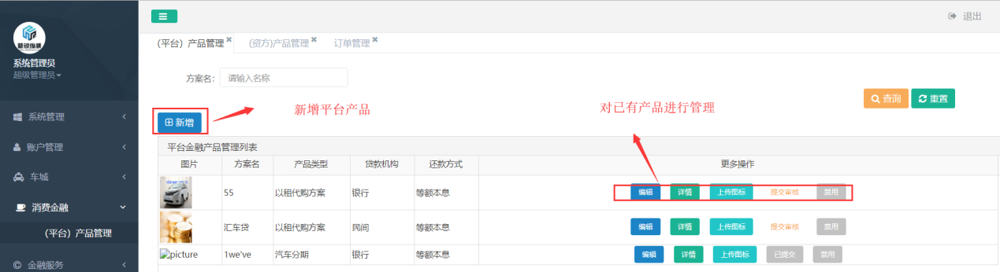 退出
新锐纵横
系统管理员
超级管理员
系统管理
账户管理
车城
消费金融
(平台) 产品管理
金融服务
(平台) 产品管理 (资方)产品管理 订单管理
方案名: 请输入名称
查询 重置
新增平台产品
对已有产品进行管理
新增
平台金融产品管理列表
图片 方案名 产品类型 贷款机构 还款方式 更多操作
55 以租代购方案 银行 等额本息 编辑 详情 上传图标 提交审核 禁用
汇车贷 以租代购方案 民间 等额本息 编辑 详情 上传图标 提交审核 禁用
picture 1we've 汽车分期 银行 等额本息 编辑 详情 上传图标 已提交 禁用